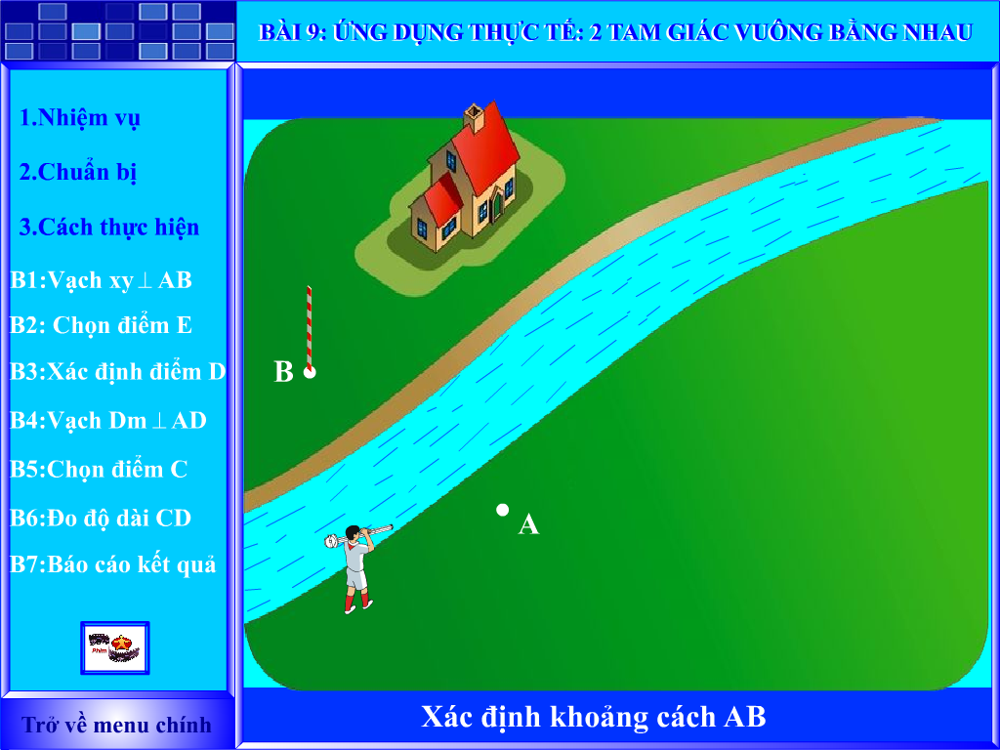 BÀI 9: ỨNG DỤNG THỰC TẾ: 2 TAM GIÁC VUÔNG BẰNG NHAU
1.Nhiệm vụ
2.Chuẩn bị
3.Cách thực hiện
B1:Vạch xy ⊥ AB
B2: Chọn điểm E
B3:Xác định điểm D
B4:Vạch Dm ⊥ AD
B5:Chọn điểm C
B6:Đo độ dài CD
B7:Báo cáo kết quả
Phim
Trở về menu chính
B
A
Xác định khoảng cách AB